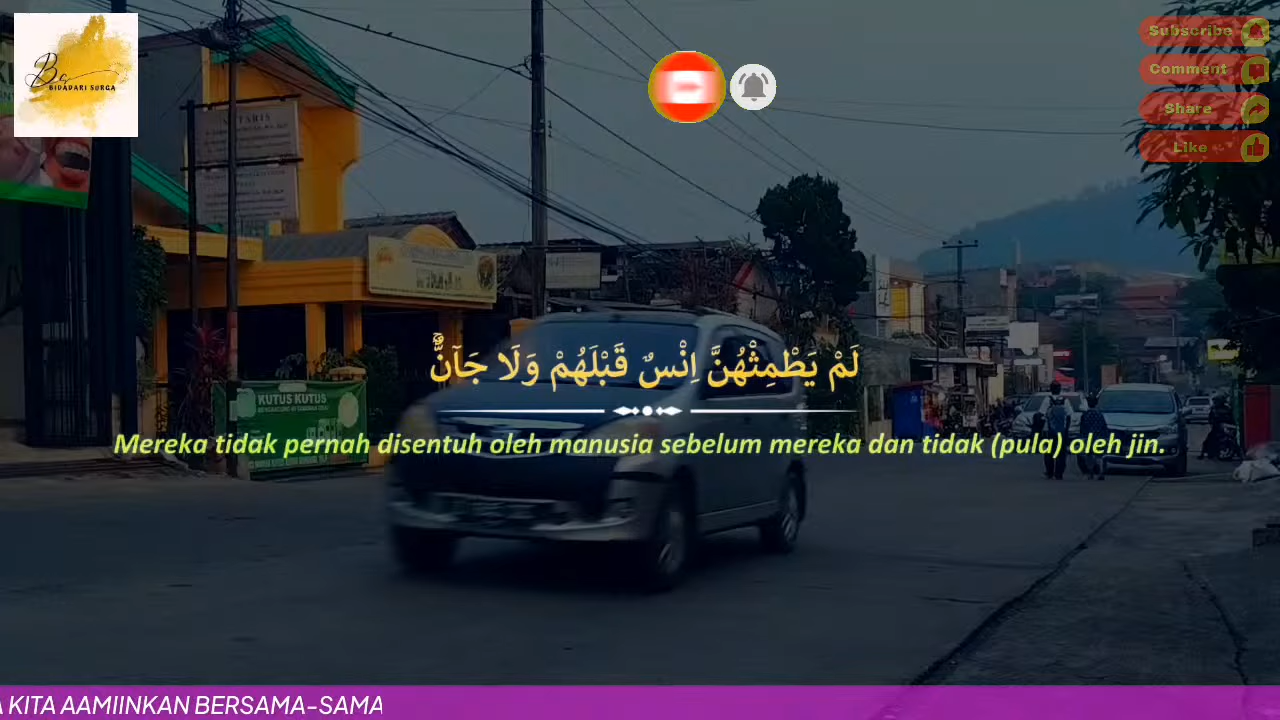 BIDADARI SURGA
Subscribe
Comment
Share
Like
KUTUS KUTUS
لَمْ يَطْمِثْهُنَّ اِنْسٌ قَبْلَهُمْ وَلَا جَآنٌّ
Mereka tidak pernah disentuh oleh manusia sebelum mereka dan tidak (pula) oleh jin.
KITA AAMIINKAN BERSAMA-SAMA